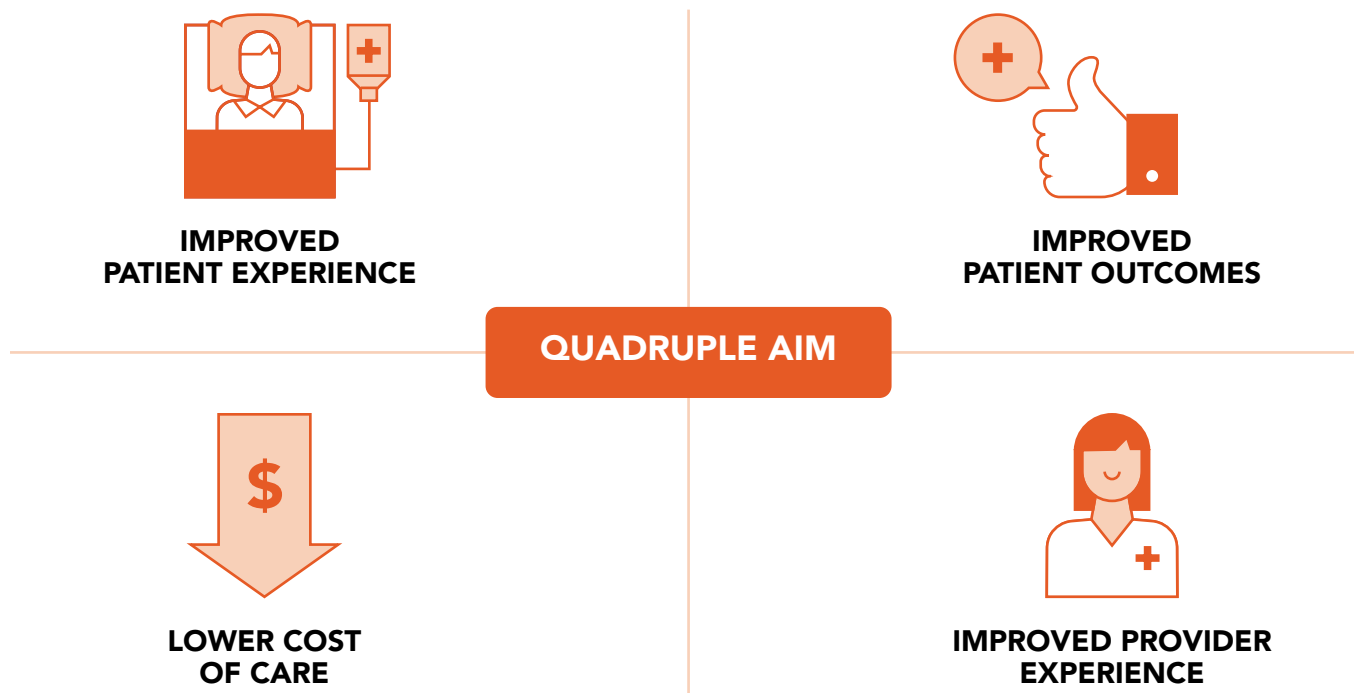 IMPROVED
PATIENT EXPERIENCE
IMPROVED
PATIENT OUTCOMES
QUADRUPLE AIM
$
LOWER COST
OF CARE
IMPROVED PROVIDER
EXPERIENCE